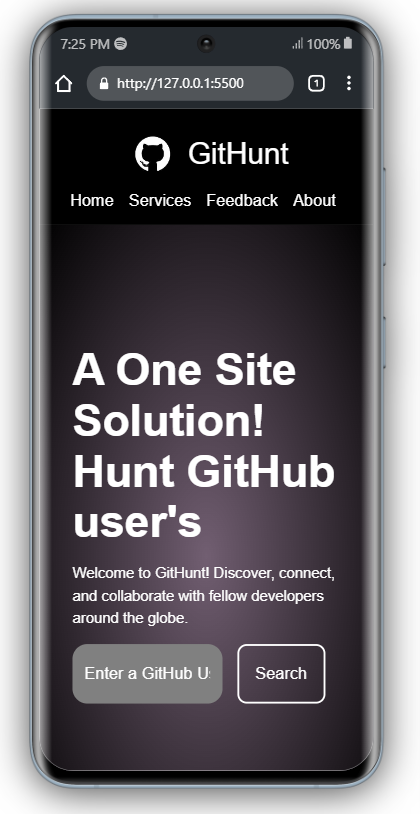 7:25 PM 100%
http://127.0.0.1:5500 1
GitHunt
Home Services Feedback About
A One Site
Solution!
Hunt GitHub
user's
Welcome to GitHunt! Discover, connect,
and collaborate with fellow developers
around the globe.
Enter a GitHub U Search